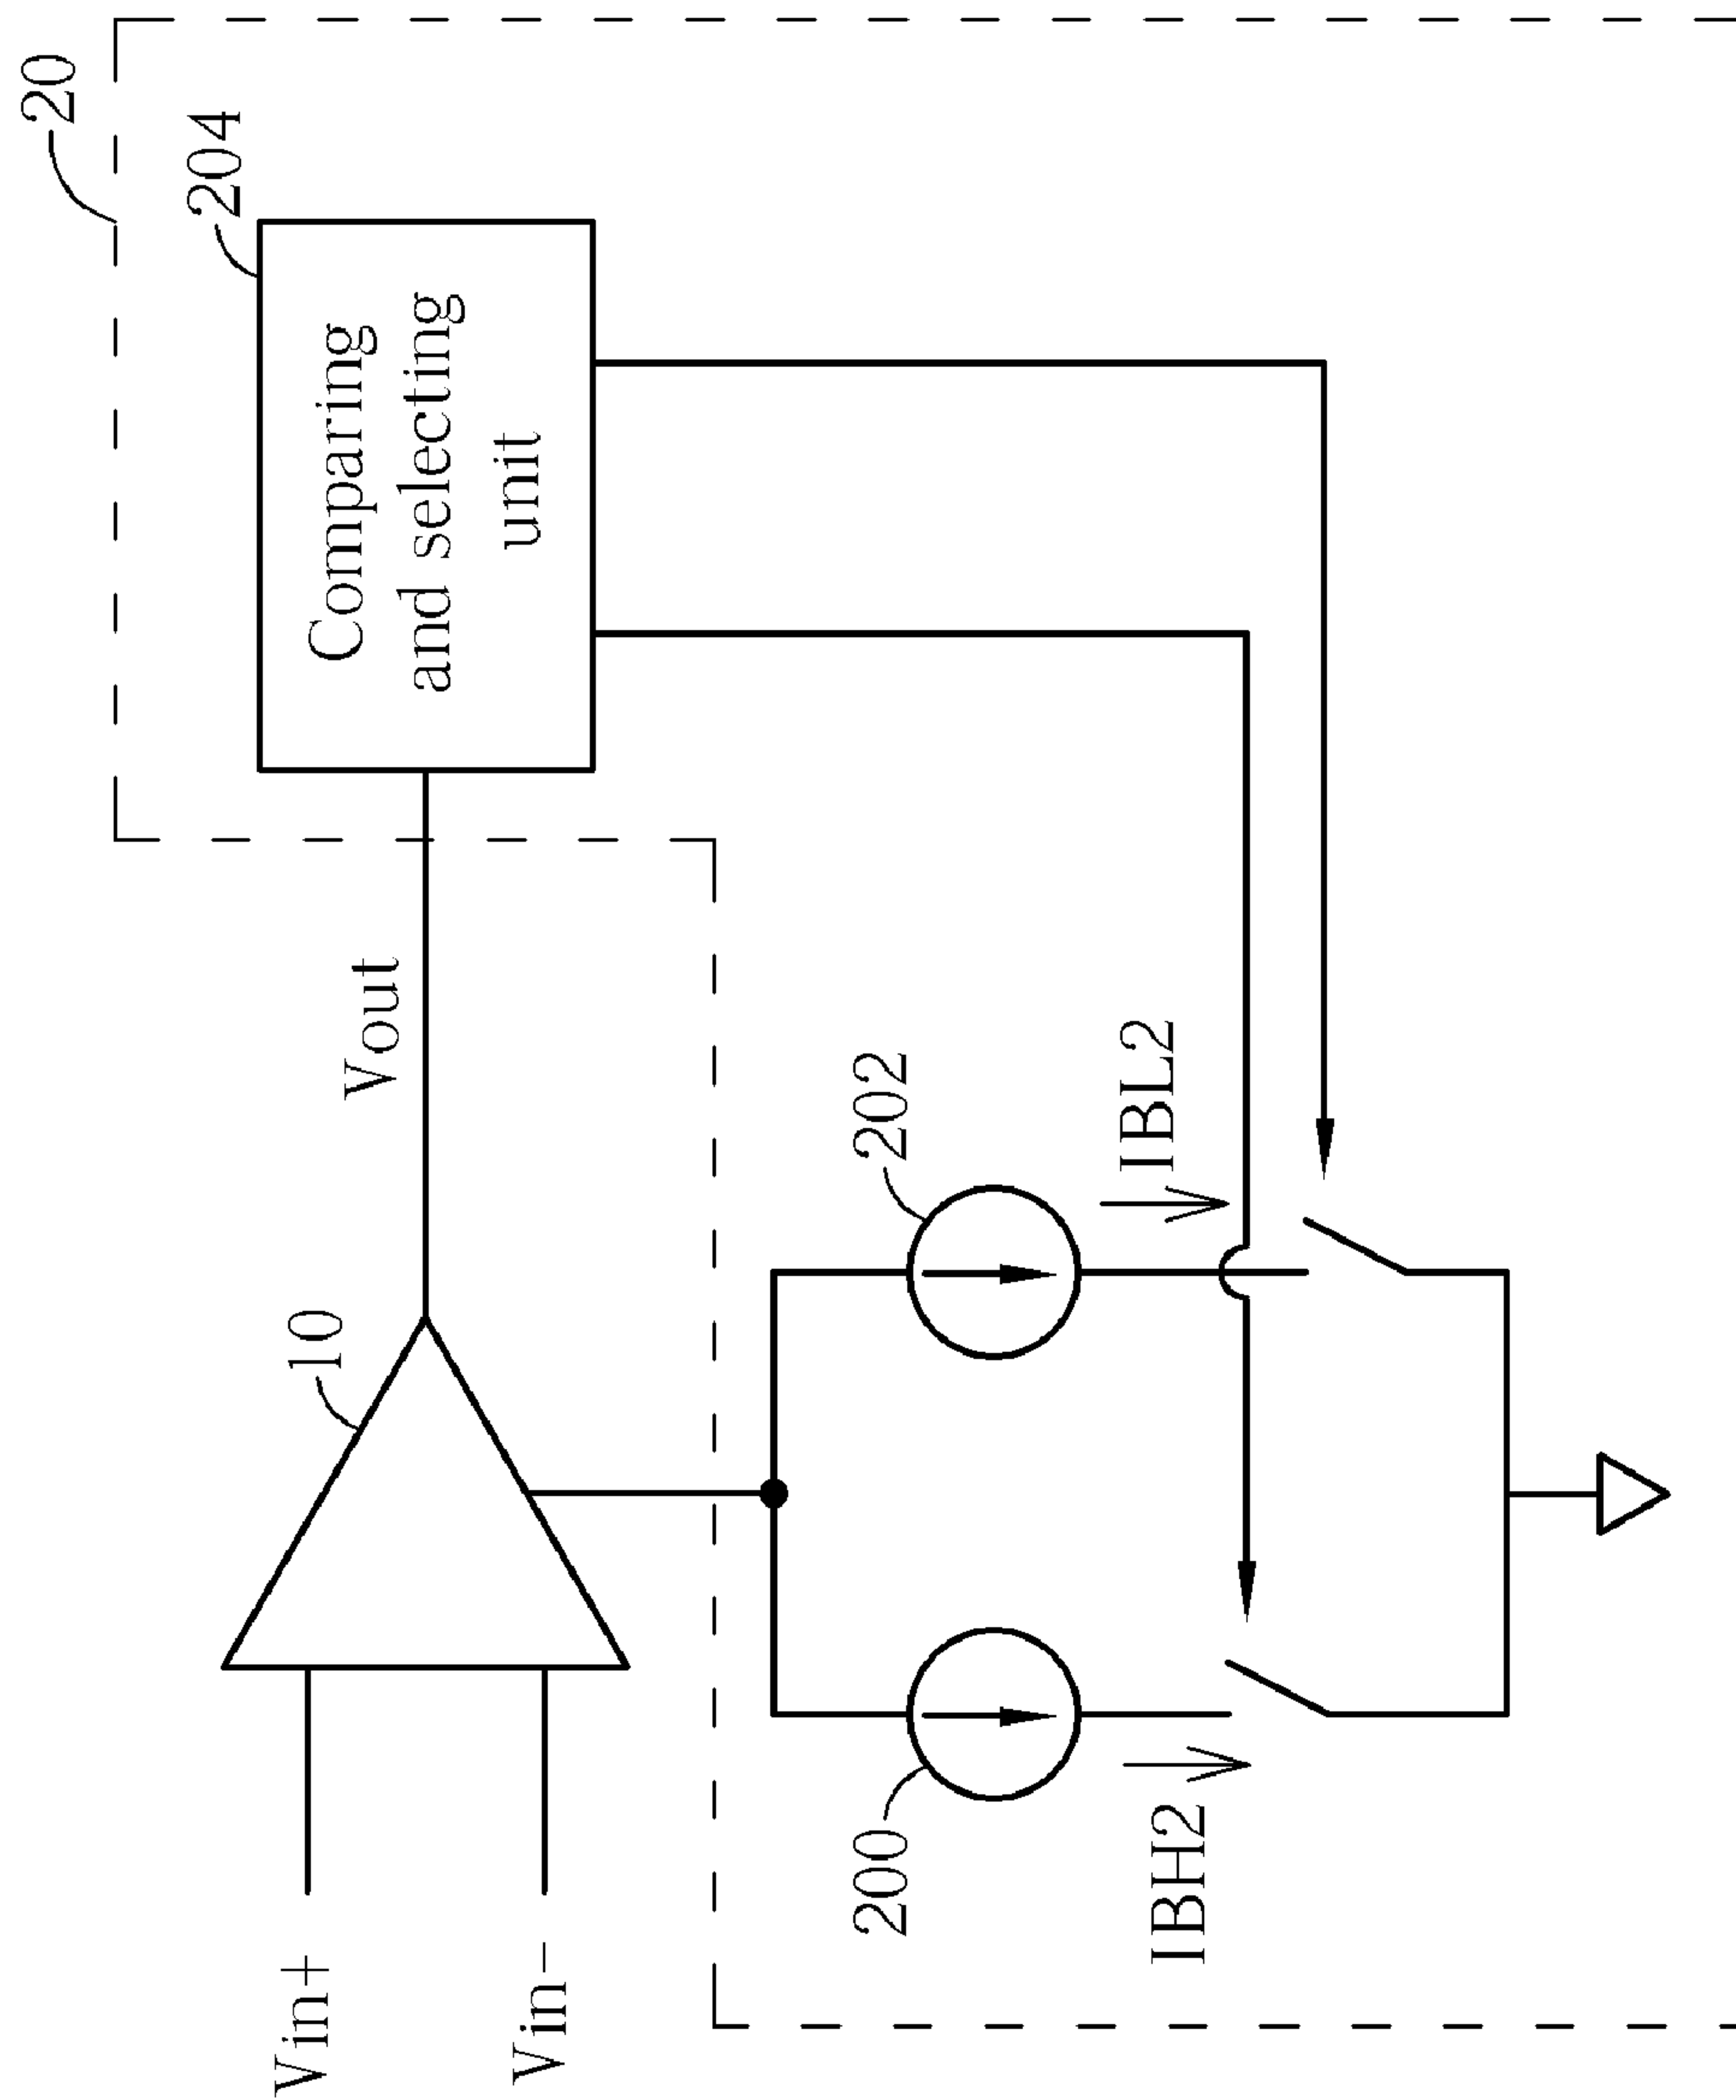 20
204
Comparing
and selecting
unit
Vout
10
Vin+
Vin−
202
IBL2
200
IBH2